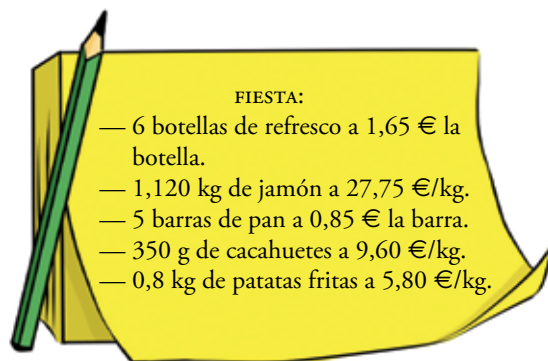 FIESTA:
— 6 botellas de refresco a 1,65 € la
botella.
— 1,120 kg de jamón a 27,75 €/kg.
— 5 barras de pan a 0,85 € la barra.
— 350 g de cacahuetes a 9,60 €/kg.
— 0,8 kg de patatas fritas a 5,80 €/kg.